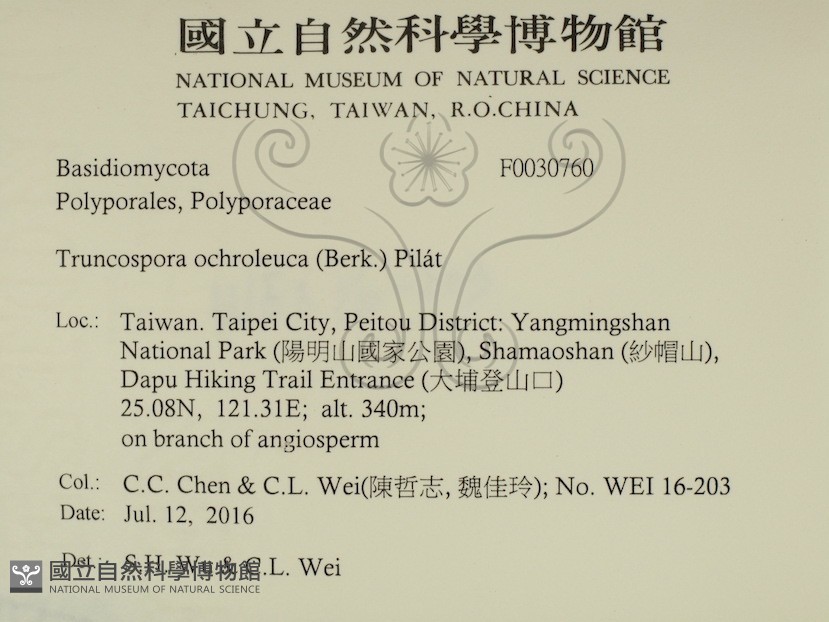 國立自然科學博物館
NATIONAL MUSEUM OF NATURAL SCIENCE
TAICHUNG, TAIWAN, R.O.CHINA
Basidiomycota F0030760
Polyporales, Polyporaceae
Truncospora ochroleuca (Berk.) Pilát
Loc.: Taiwan. Taipei City, Peitou District: Yangmingshan
National Park (陽明山國家公園), Shamaoshan (紗帽山),
Dapu Hiking Trail Entrance (大埔登山口)
25.08N, 121.31E; alt. 340m;
on branch of angiosperm
Col.: C.C. Chen & C.L. Wei(陳哲志, 魏佳玲); No. WEI 16-203
Date: Jul. 12, 2016
Det.: S.H. Wu & C.L. Wei
國立自然科學博物館
NATIONAL MUSEUM OF NATURAL SCIENCE